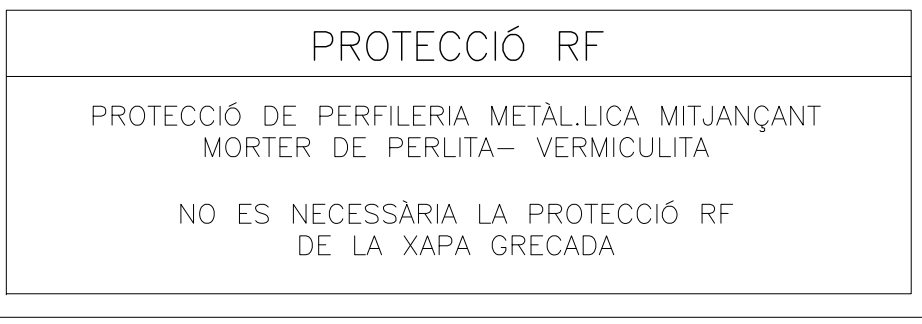 PROTECCIÓ RF
PROTECCIÓ DE PERFILERIA METÀL.LICA MITJANÇANT
MORTER DE PERLITA— VERMICULITA
NO ES NECESSÀRIA LA PROTECCIÓ RF
DE LA XAPA GRECADA